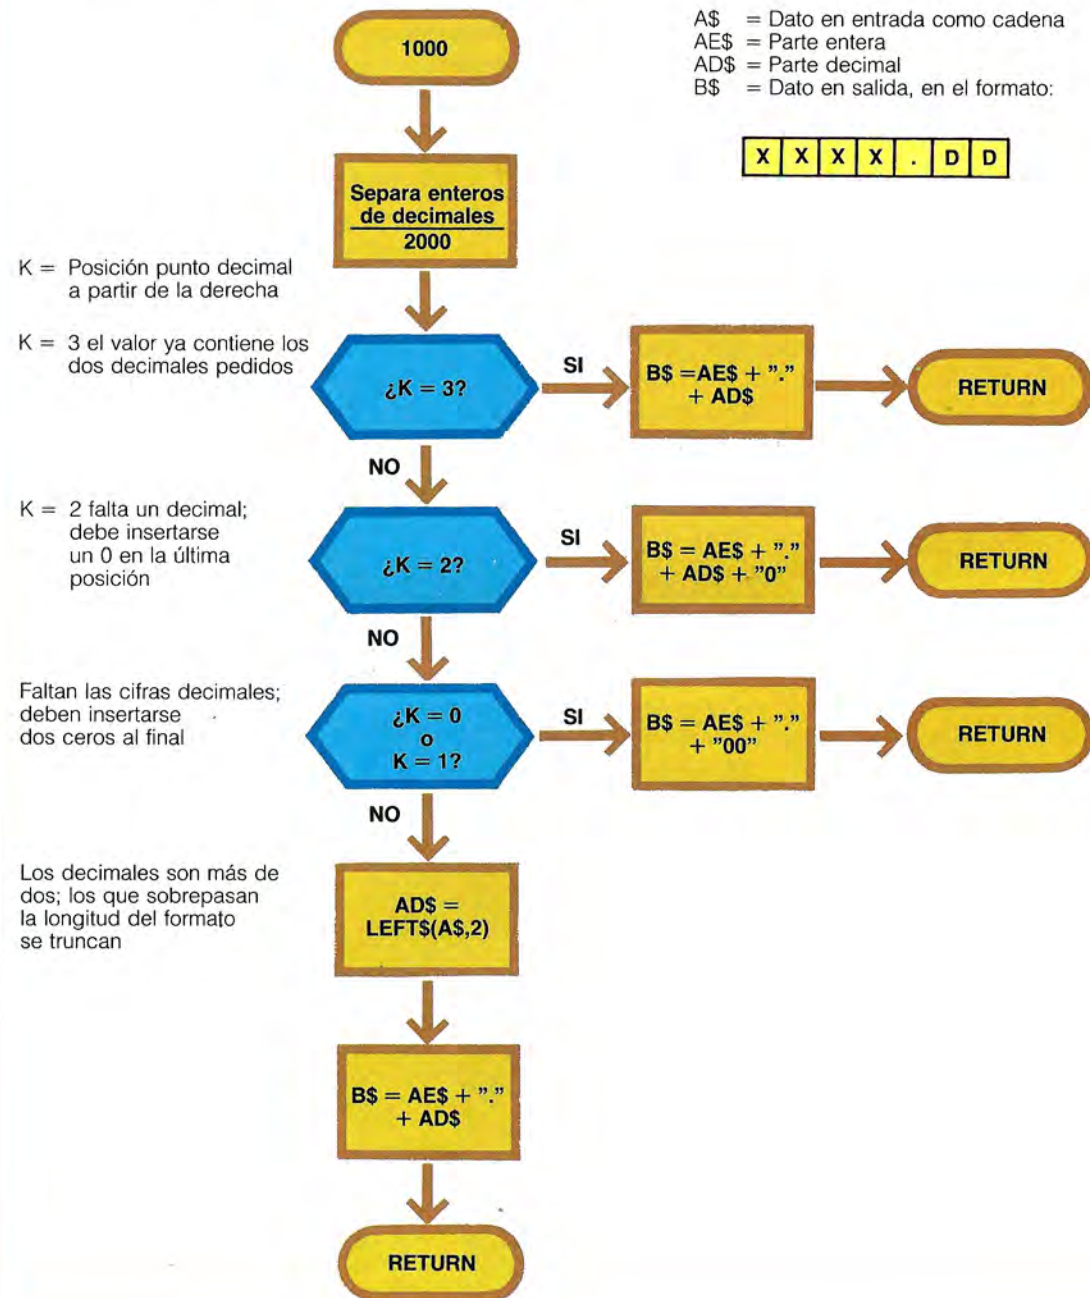 1000
A$ = Dato en entrada como cadena
AE$ = Parte entera
AD$ = Parte decimal
B$ = Dato en salida, en el formato:
X X X X . D D
Separa enteros
de decimales
2000
K = Posición punto decimal
a partir de la derecha
K = 3 el valor ya contiene los
dos decimales pedidos
¿K = 3?
SI
B$ =AE$ + "."
+ AD$
RETURN
NO
K = 2 falta un decimal;
debe insertarse
un 0 en la última
posición
¿K = 2?
SI
B$ = AE$ + "."
+ AD$ + "0"
RETURN
NO
Faltan las cifras decimales;
deben insertarse
dos ceros al final
¿K = 0
o
K = 1?
SI
B$ = AE$ + "."
+ "00"
RETURN
NO
Los decimales son más de
dos; los que sobrepasan
la longitud del formato
se truncan
AD$ =
LEFT$(A$,2)
B$ = AE$ + "."
+ AD$
RETURN